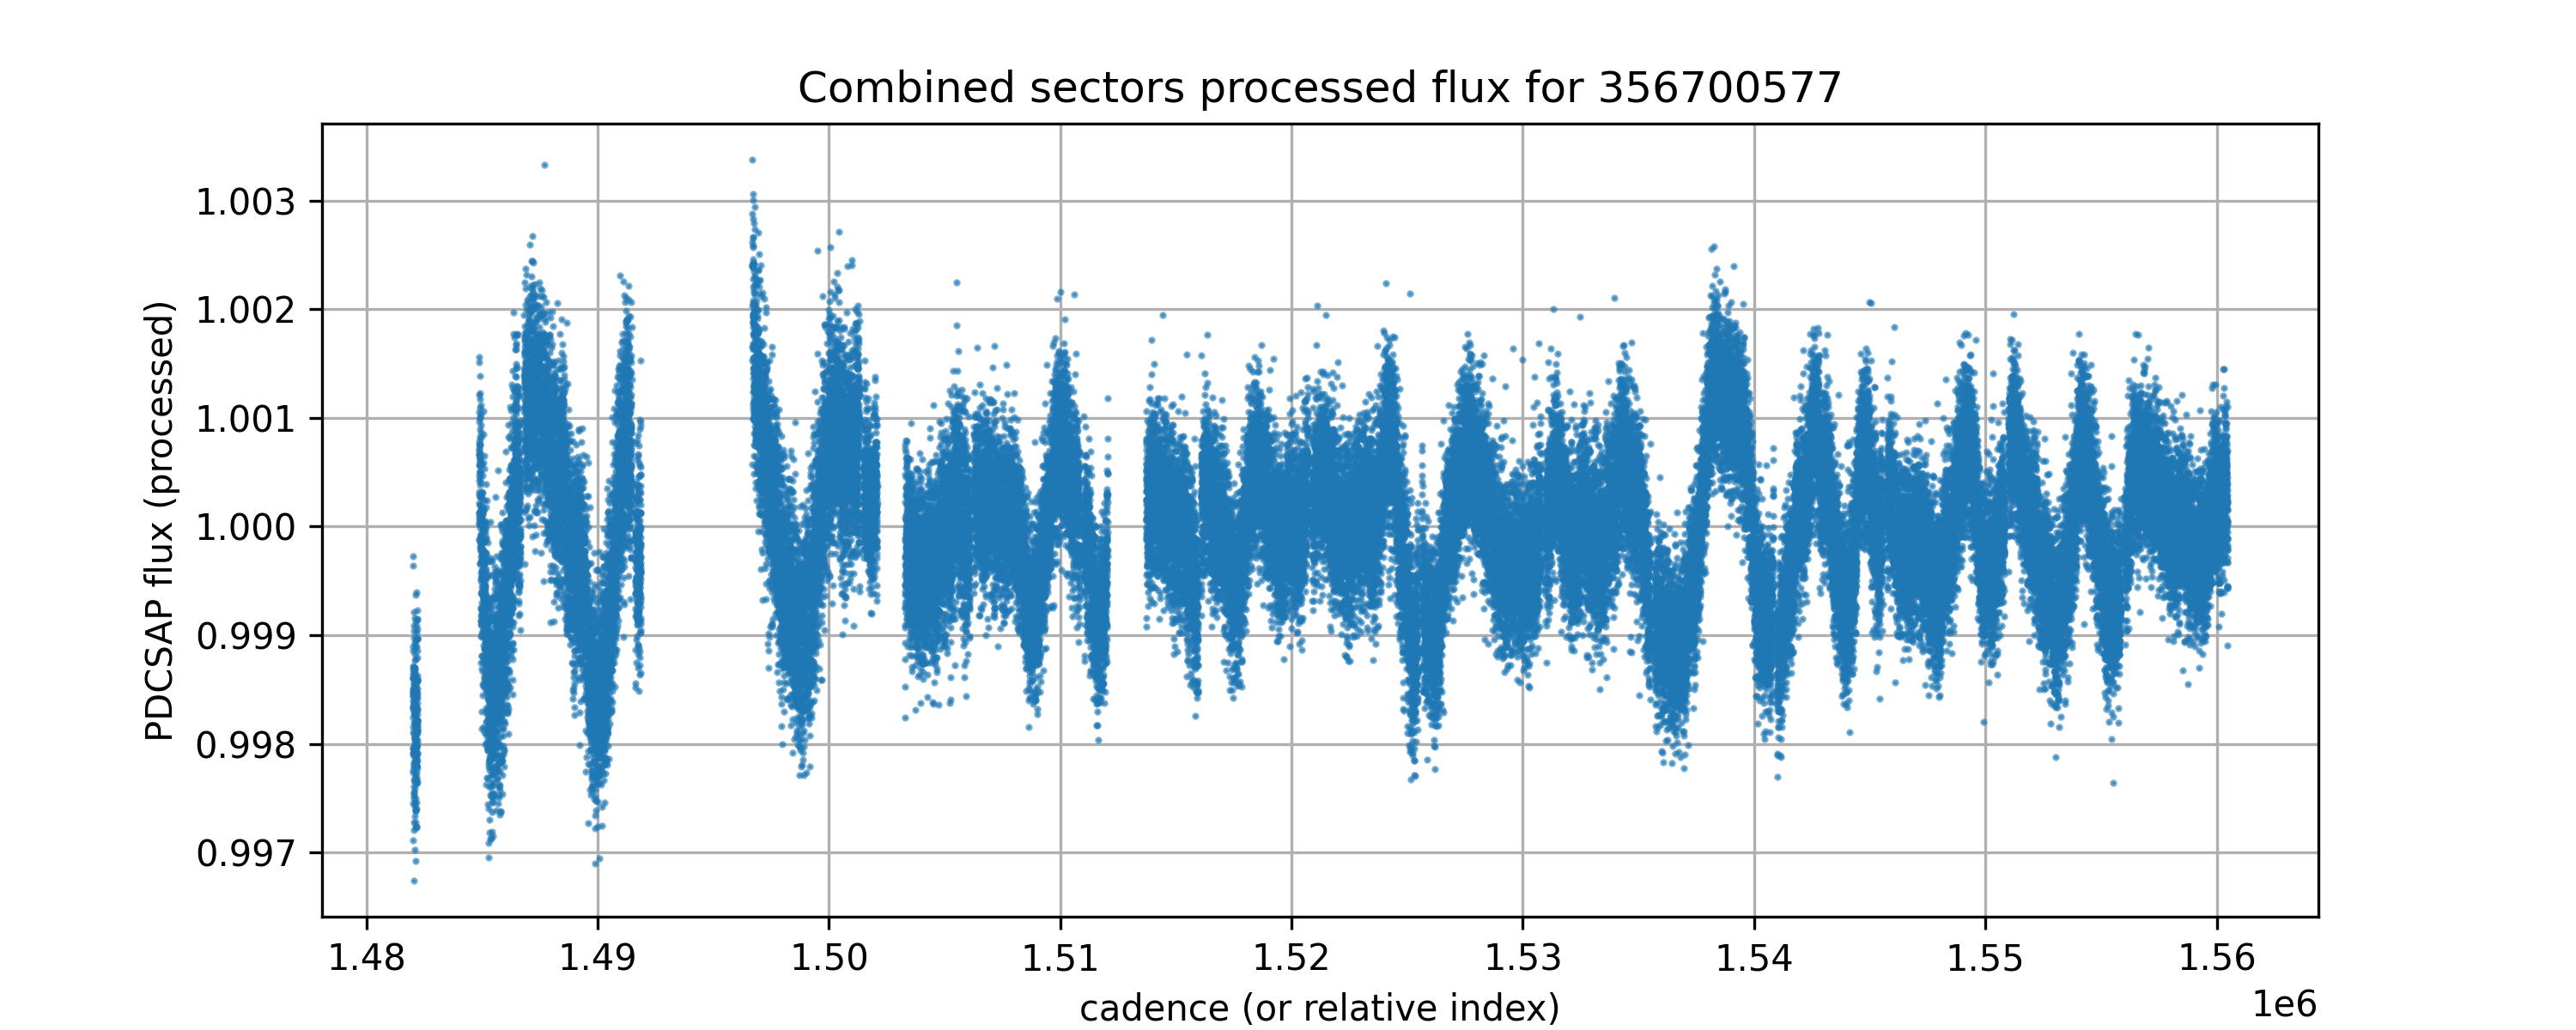 Combined sectors processed flux for 356700577
PDCSAP flux (processed)
1.003
1.002
1.001
1.000
0.999
0.998
0.997
1.48 1.49 1.50 1.51 1.52 1.53 1.54 1.55 1.56
1e6
cadence (or relative index)